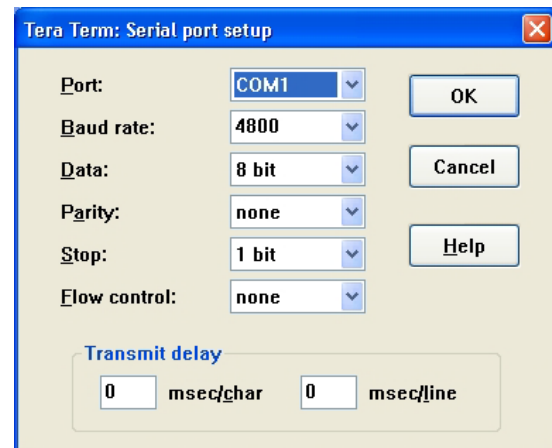 Tera Term: Serial port setup
Port: COM1
OK
Baud rate: 4800
Data: 8 bit
Cancel
Parity: none
Stop: 1 bit
Help
Flow control: none
Transmit delay
0 msec/char 0 msec/line